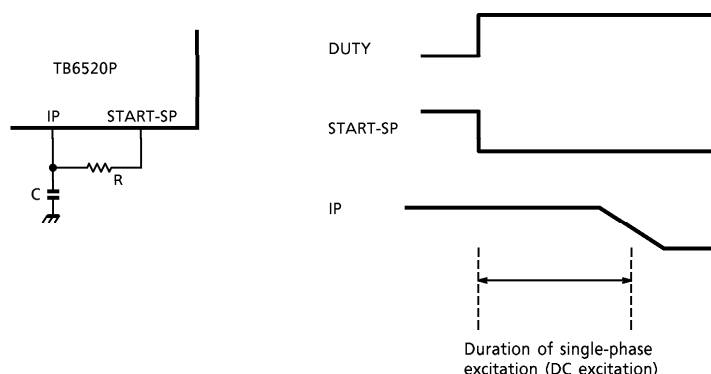 TB6520P
IP START-SP
R
C
DUTY
START-SP
IP
Duration of single-phase
excitation (DC excitation)